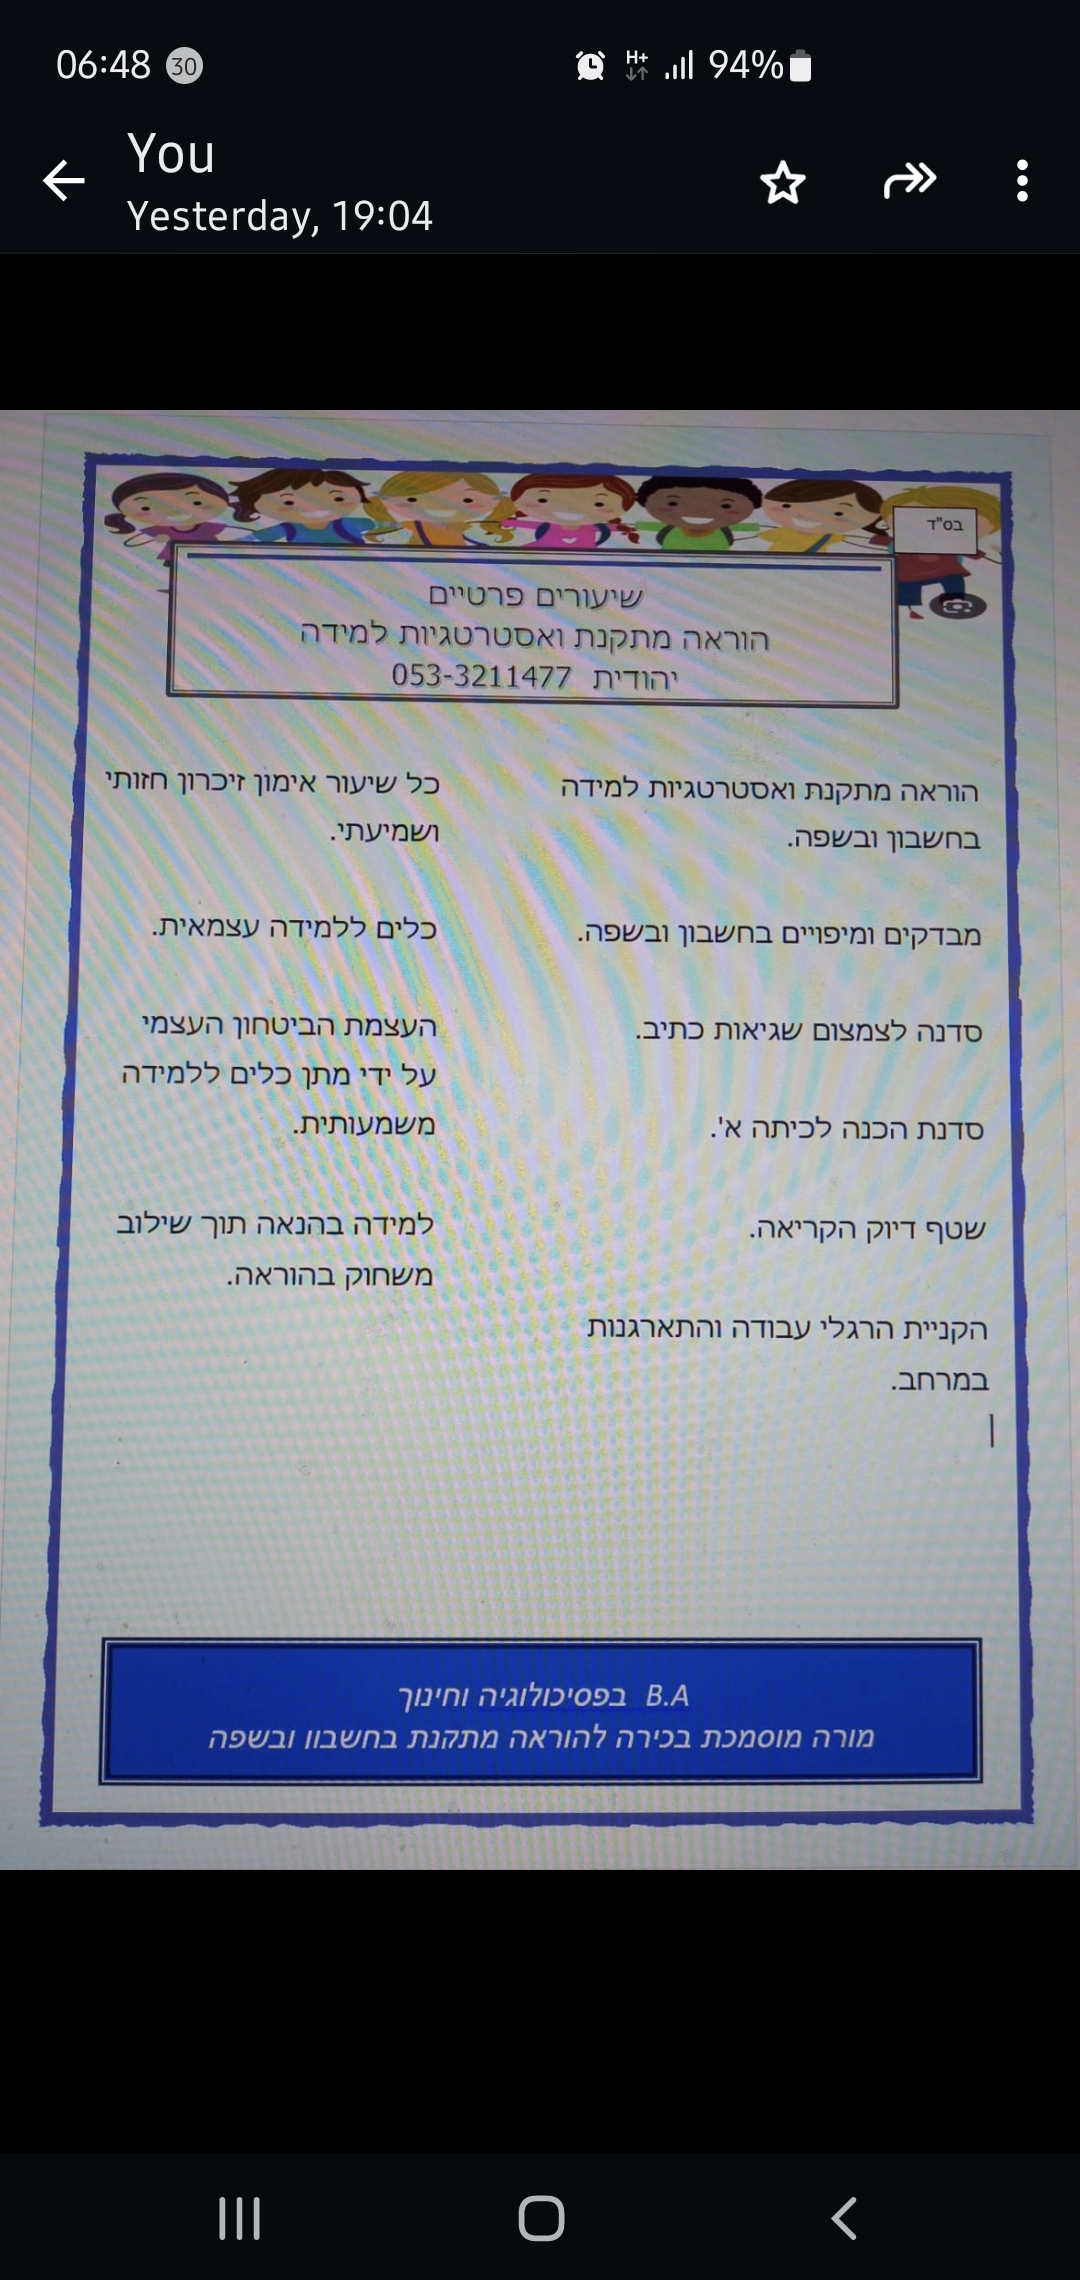 06:48 30
H+ 94%
You
Yesterday, 19:04
בס"ד
שיעורים פרטיים
הוראה מתקנת ואסטרטגיות למידה
יהודית 053-3211477
הוראה מתקנת ואסטרטגיות למידה
בחשבון ובשפה.
מבדקים ומיפויים בחשבון ובשפה.
סדנה לצמצום שגיאות כתיב.
סדנת הכנה לכיתה א'.
שטף דיוק הקריאה.
הקניית הרגלי עבודה והתארגנות
במרחב.
כל שיעור אימון זיכרון חזותי
ושמיעתי.
כלים ללמידה עצמאית.
העצמת הביטחון העצמי
על ידי מתן כלים ללמידה
משמעותית.
למידה בהנאה תוך שילוב
משחוק בהוראה.
B.A בפסיכולוגיה וחינוך
מורה מוסמכת בכירה להוראה מתקנת בחשבון ובשפה